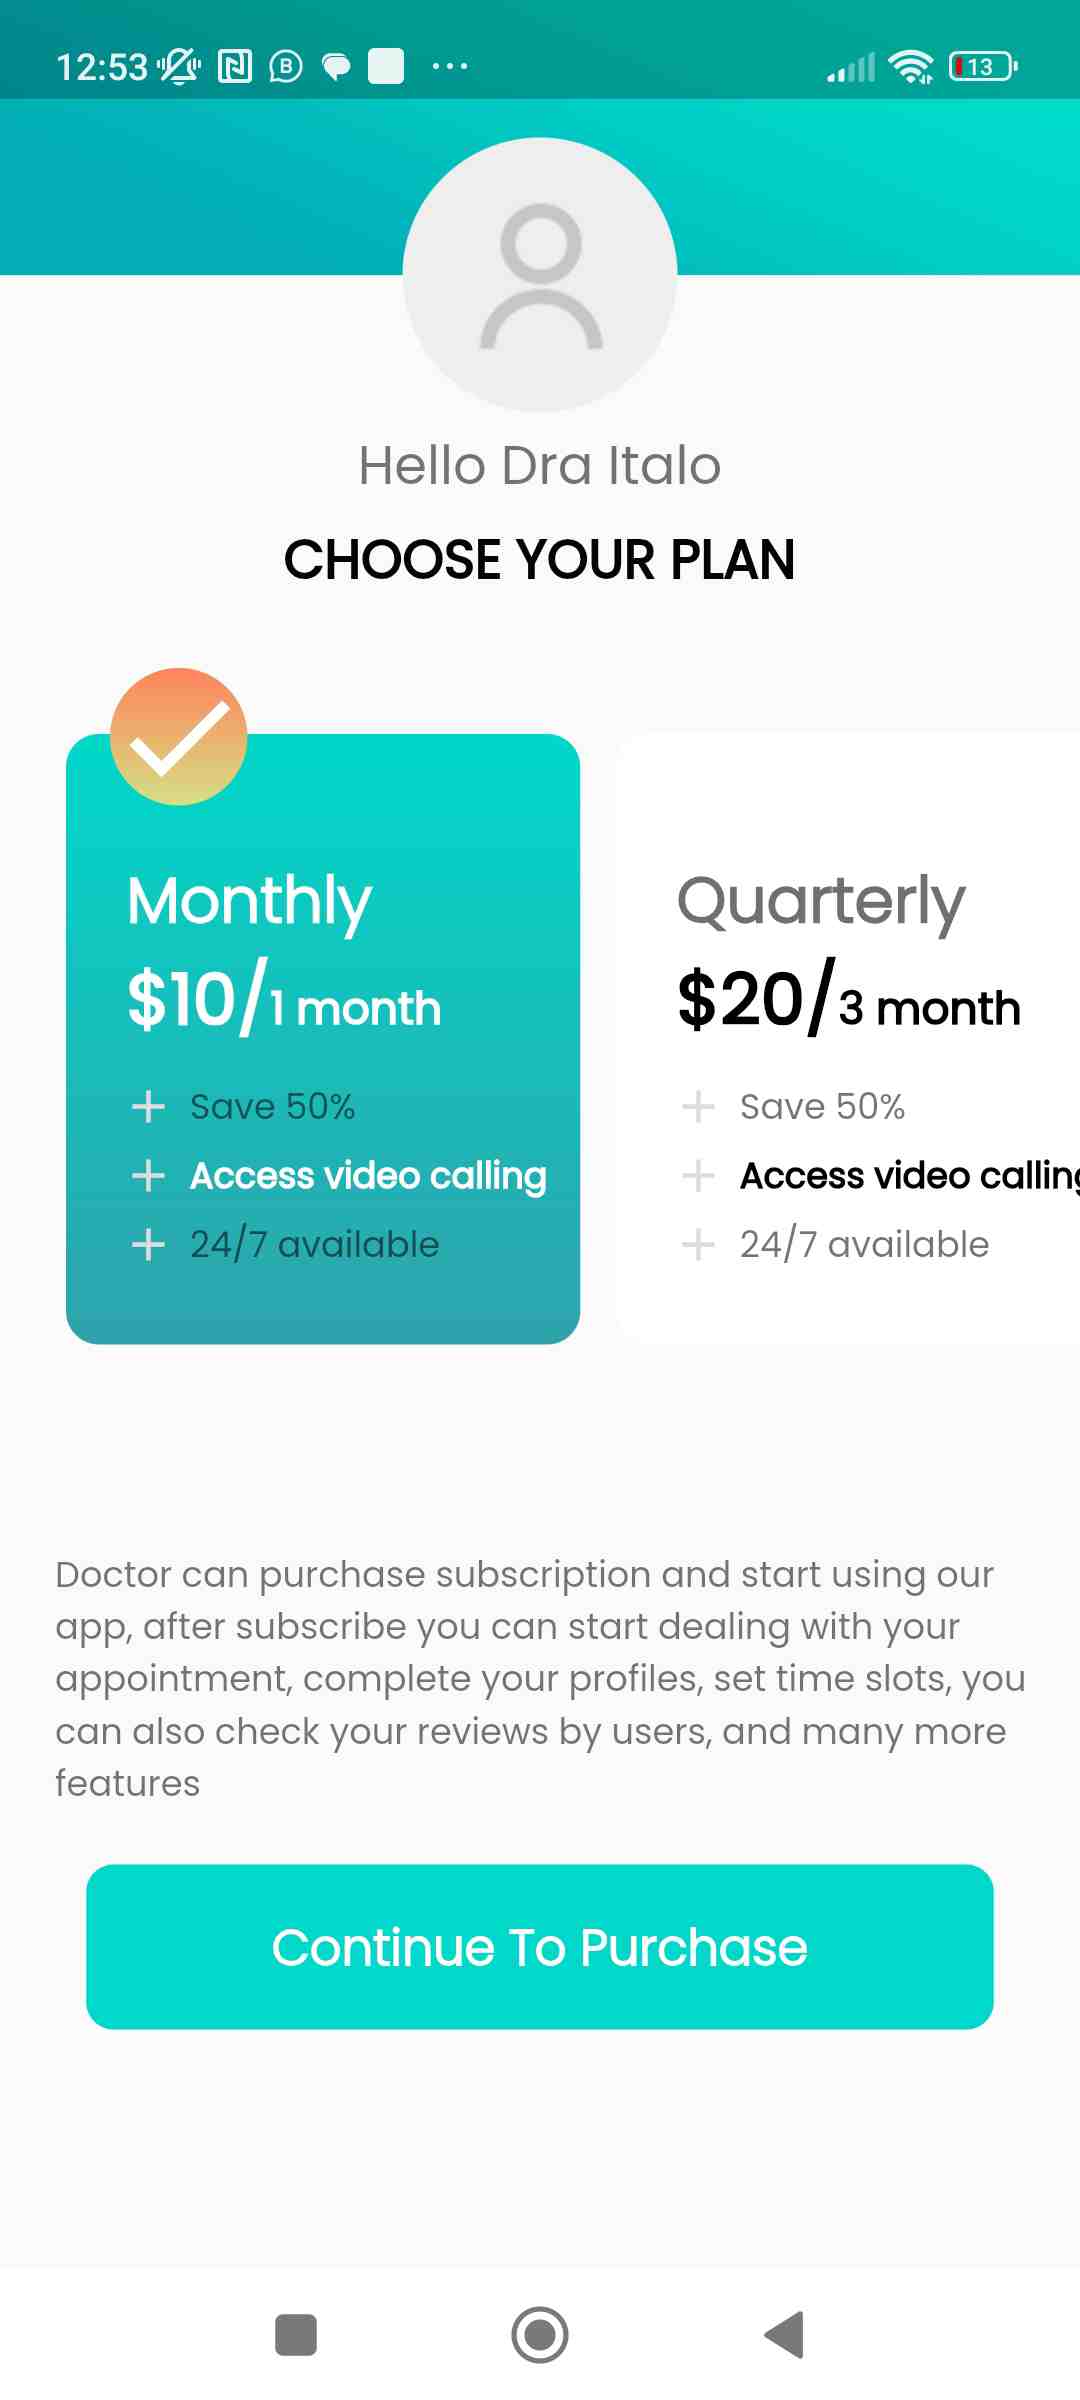 12:53
13
Hello Dra Italo
CHOOSE YOUR PLAN
Monthly
$10/1 month
Save 50%
Access video calling
24/7 available
Quarterly
$20/3 month
Save 50%
Access video calling
24/7 available
Doctor can purchase subscription and start using our
app, after subscribe you can start dealing with your
appointment, complete your profiles, set time slots, you
can also check your reviews by users, and many more
features
Continue To Purchase